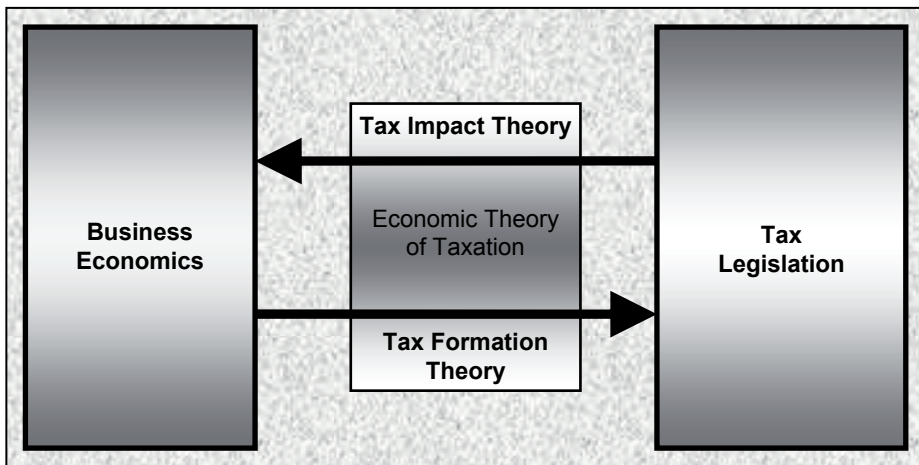 Business
Economics
Tax Impact Theory
Economic Theory
of Taxation
Tax Formation
Theory
Tax
Legislation